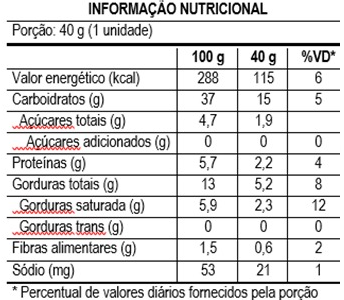 INFORMAÇÃO NUTRICIONAL
Porção: 40 g (1 unidade)
100 g 40 g %VD*
Valor energético (kcal) 288 115 6
Carboidratos (g) 37 15 5
Açúcares totais (g) 4,7 1,9
Açúcares adicionados (g) 0 0 0
Proteínas (g) 5,7 2,2 4
Gorduras totais (g) 13 5,2 8
Gorduras saturada (g) 5,9 2,3 12
Gorduras trans (g) 0 0 0
Fibras alimentares (g) 1,5 0,6 2
Sódio (mg) 53 21 1
* Percentual de valores diários fornecidos pela porção